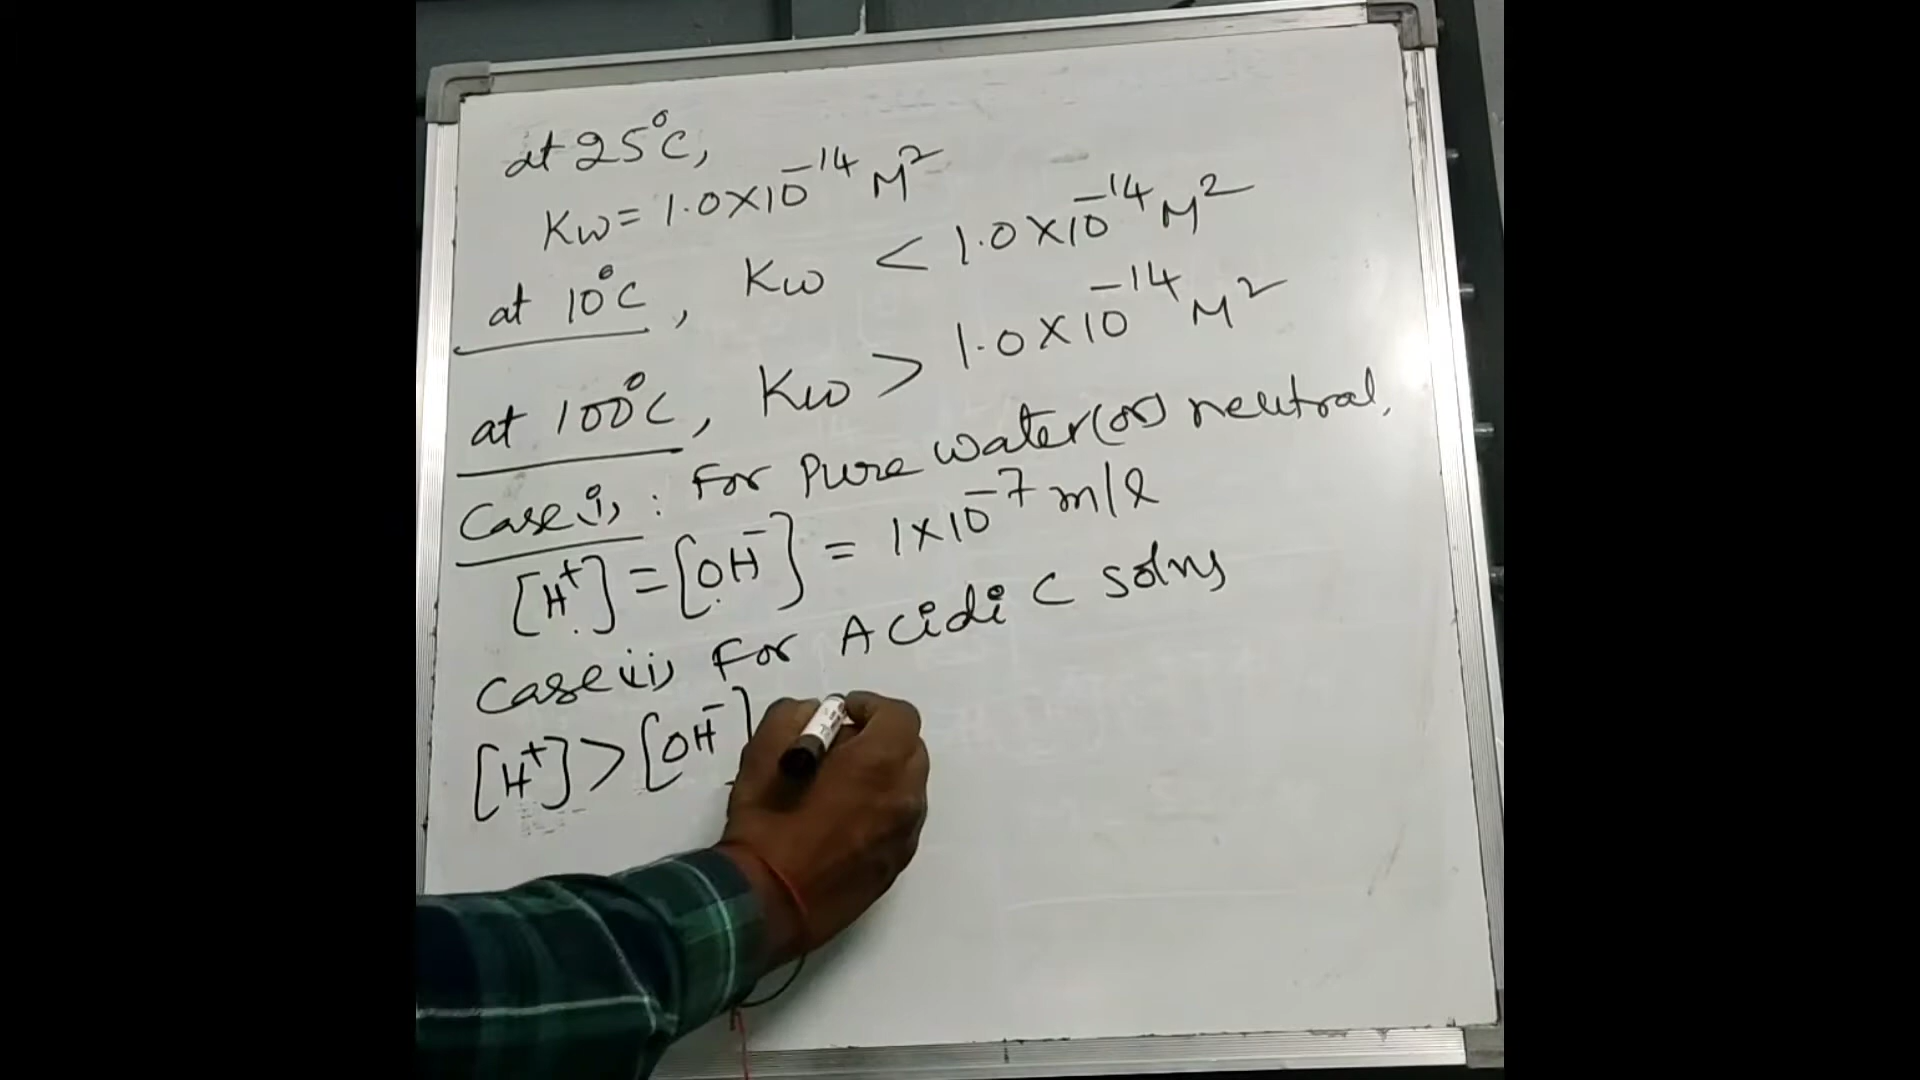 at 25°C,
Kw = 1.0×10⁻¹⁴ M²
at 10°C, Kw < 1.0×10⁻¹⁴ M²
at 100°C, Kw > 1.0×10⁻¹⁴ M²
Case i, : For Pure water (or) neutral,
[H⁺] = [OH⁻] = 1×10⁻⁷ m/l
Case ii, For Acidic solns
[H⁺] > [OH⁻]